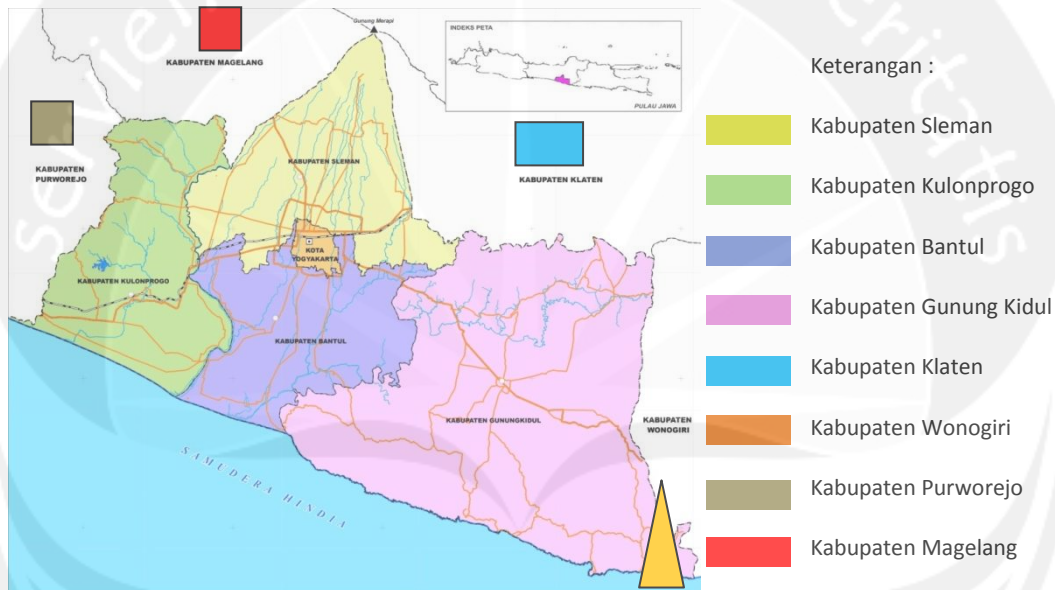 Gunung Merapi
KABUPATEN MAGELANG
INDEKS PETA
PULAU JAWA
KABUPATEN
PURWOREJO
KABUPATEN SLEMAN
KABUPATEN KLATEN
KOTA
YOGYAKARTA
KABUPATEN KULONPROGO
KABUPATEN BANTUL
KABUPATEN GUNUNGKIDUL
KABUPATEN
WONOGIRI
SAMUDERA HINDIA
Keterangan :
Kabupaten Sleman
Kabupaten Kulonprogo
Kabupaten Bantul
Kabupaten Gunung Kidul
Kabupaten Klaten
Kabupaten Wonogiri
Kabupaten Purworejo
Kabupaten Magelang